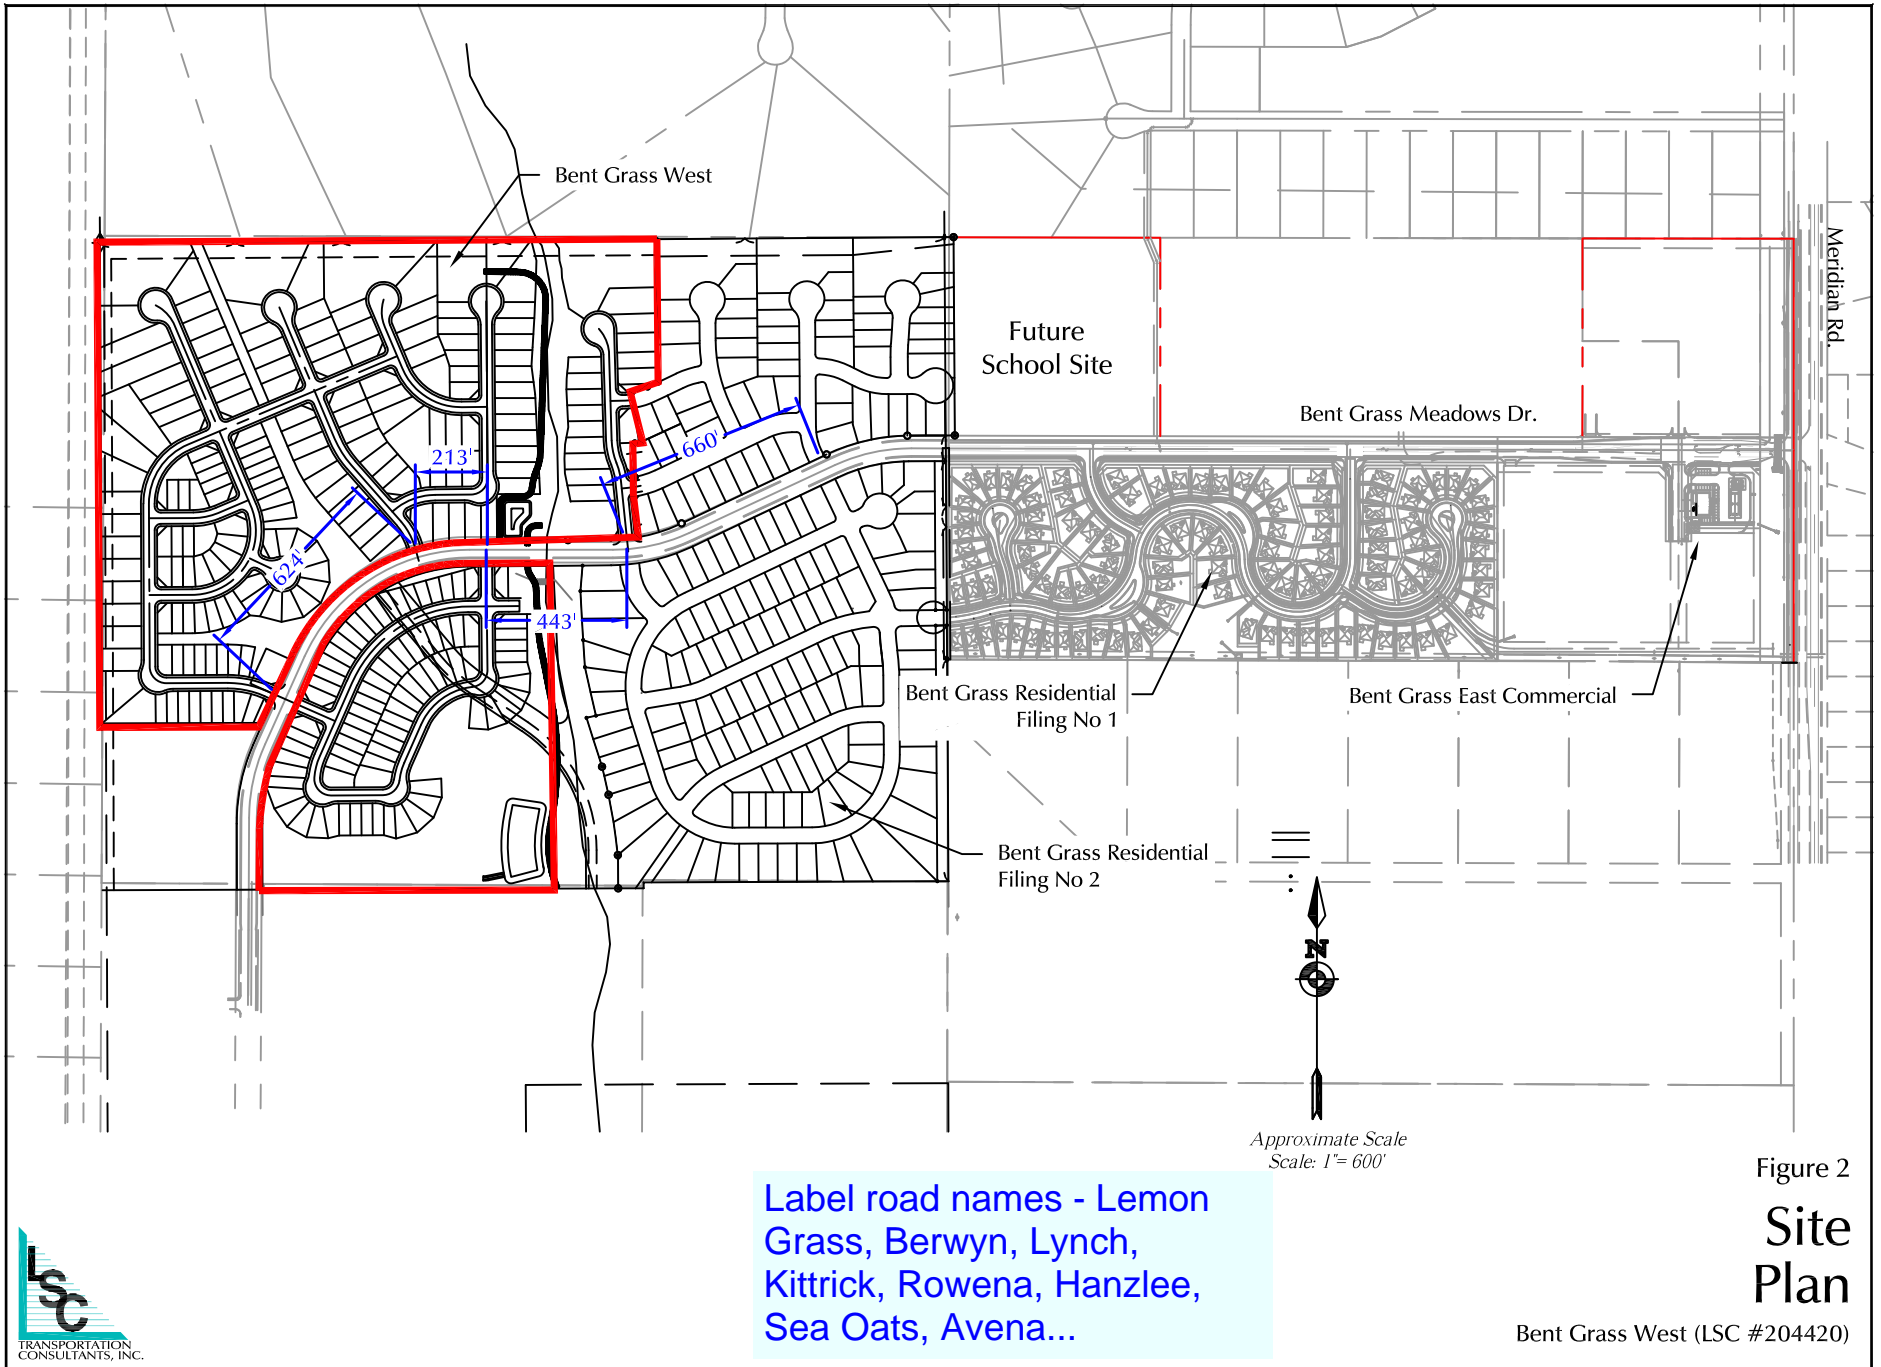 Bent Grass West
Meridian Rd.
Future
School Site
Bent Grass Meadows Dr.
660'
213'
624'
443'
Bent Grass Residential
Filing No 1
Bent Grass East Commercial
Bent Grass Residential
Filing No 2
N
Approximate Scale
Scale: 1"= 600'
Figure 2
Site
Plan
Bent Grass West (LSC #204420)
Label road names - Lemon
Grass, Berwyn, Lynch,
Kittrick, Rowena, Hanzlee,
Sea Oats, Avena...
LSC
TRANSPORTATION
CONSULTANTS, INC.